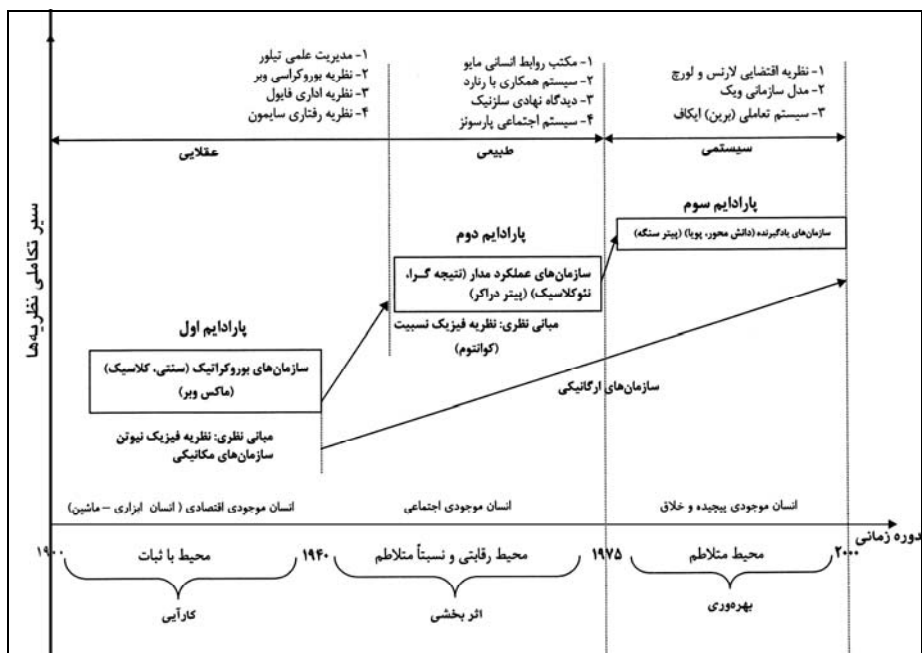 ۱- مدیریت علمی تیلور
۲- نظریه بوروکراسی وبر
۳- نظریه اداری فایول
۴- نظریه رفتاری سایمون
۱- مکتب روابط انسانی مایو
۲- سیستم همکاری با رنارد
۳- دیدگاه نهادی سلزنیک
۴- سیستم اجتماعی پارسونز
۱- نظریه اقتضایی لارنس و لورچ
۲- مدل سازمانی ویک
۳- سیستم تعاملی (برین) ایکاف
عقلایی
طبیعی
سیستمی
سیر تکاملی نظریه‌ها
پارادایم سوم
سازمان‌های یادگیرنده (دانش محور، پویا) (پیتر سنگه)
پارادایم دوم
سازمان‌های عملکرد مدار (نتیجه گـرا،
نئوکلاسیک) (پیتر دراکر)
مبانی نظری: نظریه فیزیک نسبیت
(کوانتوم)
پارادایم اول
سازمان‌های بوروکراتیک (سنتی، کلاسیک)
(ماکس وبر)
مبانی نظری: نظریه فیزیک نیوتن
سازمان‌های مکانیکی
سازمان‌های ارگانیکی
انسان موجودی اقتصادی (انسان ابزاری – ماشین)
انسان موجودی اجتماعی
انسان موجودی پیچیده و خلاق
دوره زمانی
۱۹۰۰
۱۹۴۰
۱۹۷۵
۲۰۰۰
محیط با ثبات
محیط رقابتی و نسبتاً متلاطم
محیط متلاطم
کارآیی
اثر بخشی
بهره‌وری